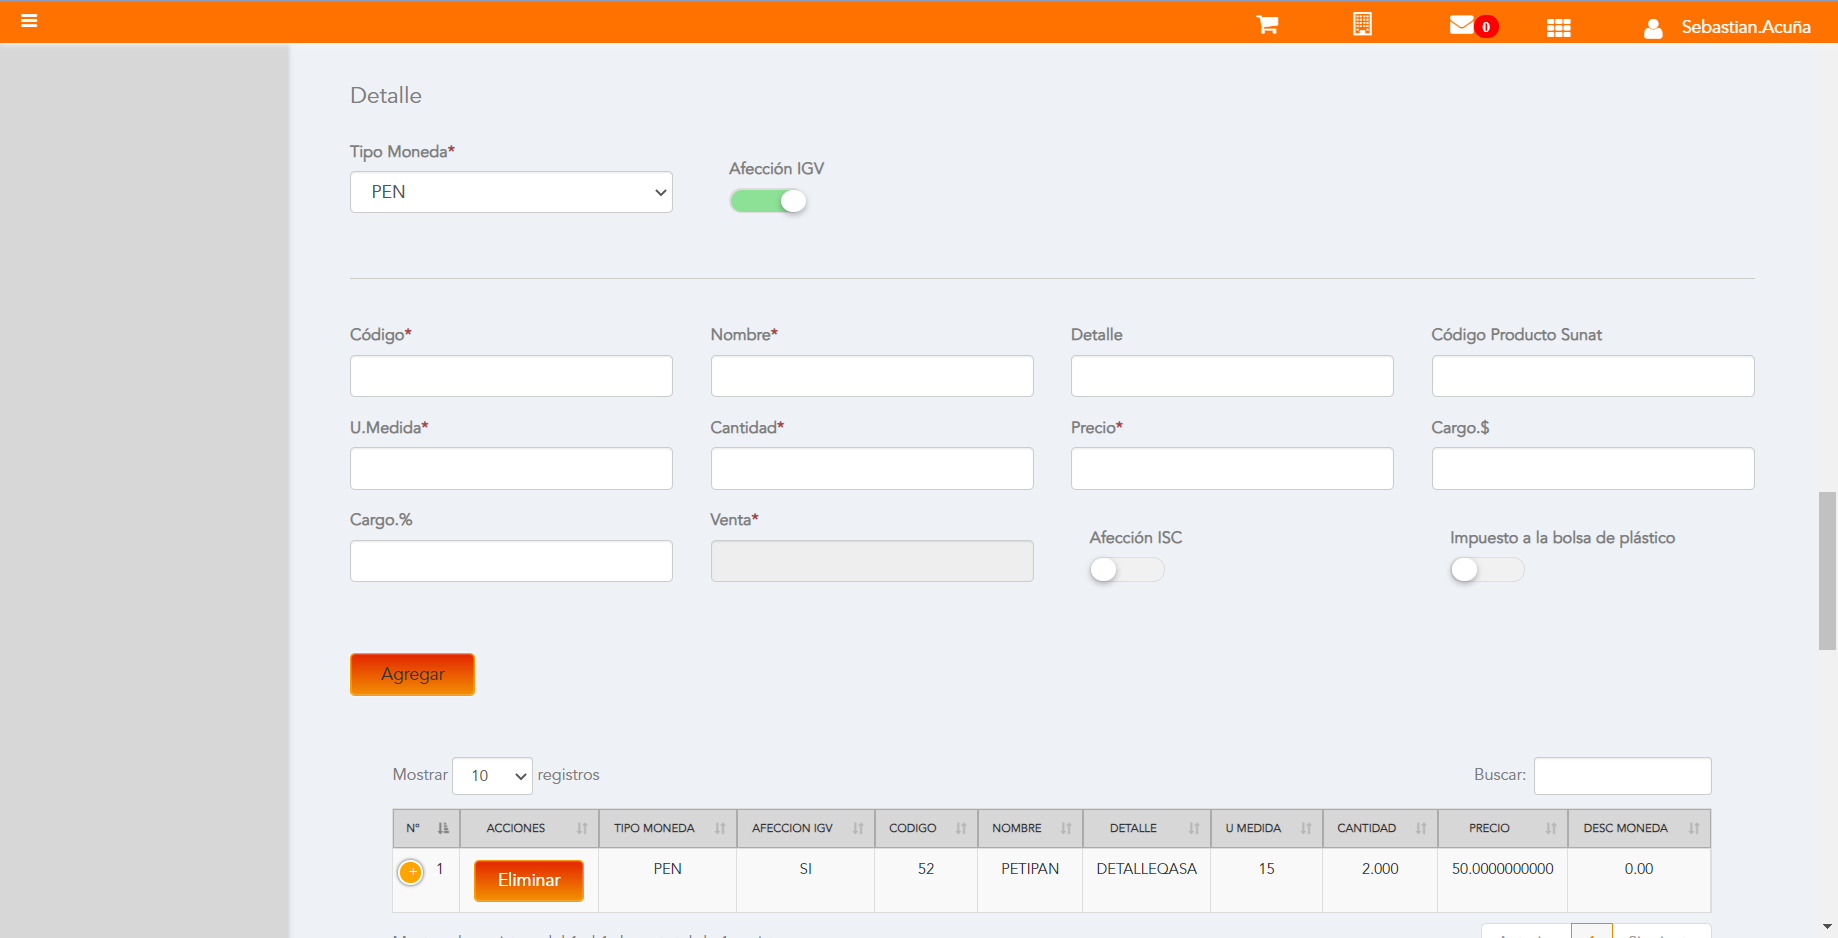 0
Sebastian.Acuña
Detalle
Tipo Moneda*
Afección IGV
PEN
Código*
Nombre*
Detalle
Código Producto Sunat
U.Medida*
Cantidad*
Precio*
Cargo.$
Cargo.%
Venta*
Afección ISC
Impuesto a la bolsa de plástico
Agregar
Mostrar 10 registros
Buscar:
N° ACCIONES TIPO MONEDA AFECCION IGV CODIGO NOMBRE DETALLE U MEDIDA CANTIDAD PRECIO DESC MONEDA
1 Eliminar PEN SI 52 PETIPAN DETALLEQASA 15 2.000 50.0000000000 0.00